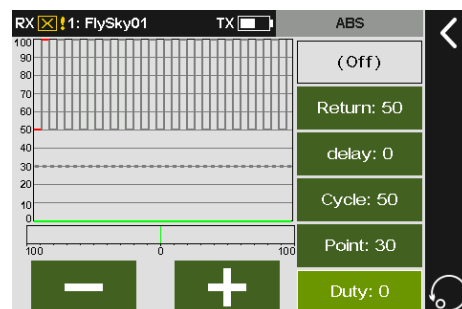 RX !1: FlySky01 TX ABS
100
90
80
70
60
50
40
30
20
10
0
100 0 100
(Off)
Return: 50
delay: 0
Cycle: 50
Point: 30
Duty: 0
− +